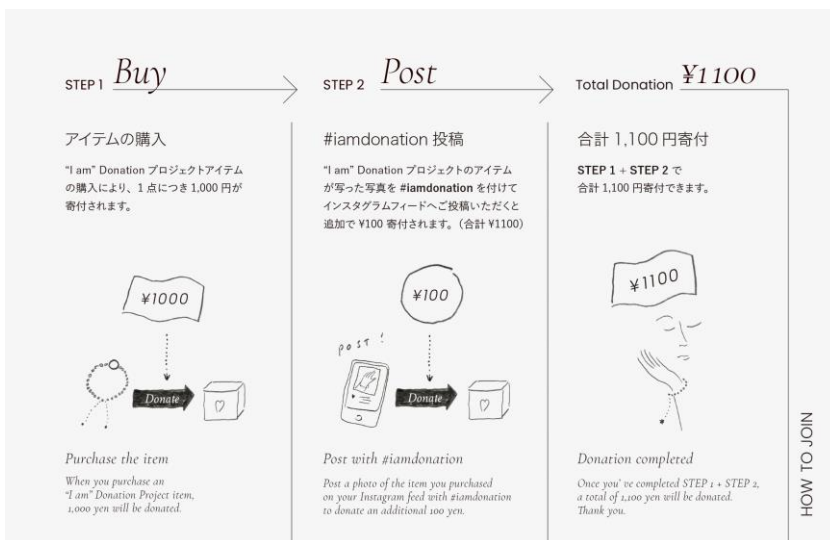 STEP 1 Buy
アイテムの購入
“I am” Donation プロジェクトアイテム
の購入により、1 点につき 1,000 円が
寄付されます。
¥1000
Donate
Purchase the item
When you purchase an
“I am” Donation Project item,
1,000 yen will be donated.
STEP 2 Post
#iamdonation 投稿
“I am” Donation プロジェクトのアイテム
が写った写真を #iamdonation を付けて
インスタグラムフィードへご投稿いただくと
追加で ¥100 寄付されます。（合計 ¥1100）
¥100
POST !
Donate
Post with #iamdonation
Post a photo of the item you purchased
on your Instagram feed with #iamdonation
to donate an additional 100 yen.
Total Donation ¥1100
合計 1,100 円寄付
STEP 1 + STEP 2 で
合計 1,100 円寄付できます。
¥1100
Donation completed
Once you’ ve completed STEP 1 + STEP 2,
a total of 1,100 yen will be donated.
Thank you.
HOW TO JOIN